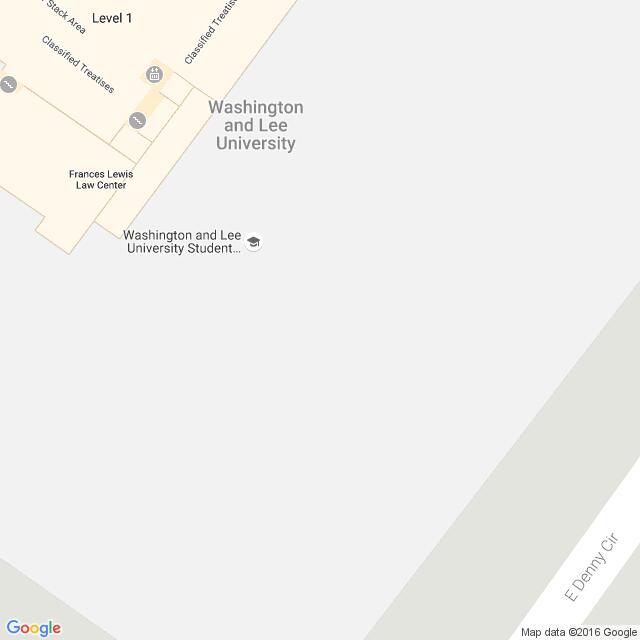 Stack Area
Level 1
Classified Treatises
Classified Treatises
Washington
and Lee
University
Frances Lewis
Law Center
Washington and Lee
University Student...
E Denny Cir
Google
Map data ©2016 Google